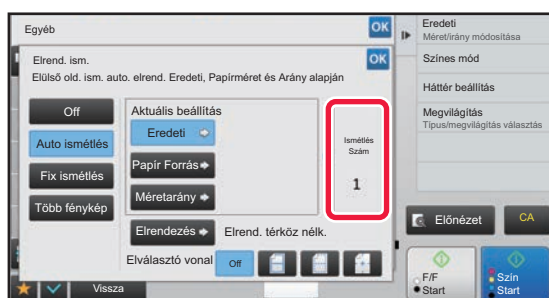 Egyéb
OK
Elrend. ism.
Elülső old. ism. auto. elrend. Eredeti, Papírméret és Arány alapján
OK
Off
Auto ismétlés
Fix ismétlés
Több fénykép
Aktuális beállítás
Eredeti
Papír Forrás
Méretarány
Elrendezés
Elrend. térköz nélk.
Elválasztó vonal
Off
Ismétlés
Szám
1
Vissza
Eredeti
Méret/irány módosítása
Színes mód
Háttér beállítás
Megvilágítás
Tipus/megvilágítás választás
Előnézet
CA
F/F
Start
Szín
Start